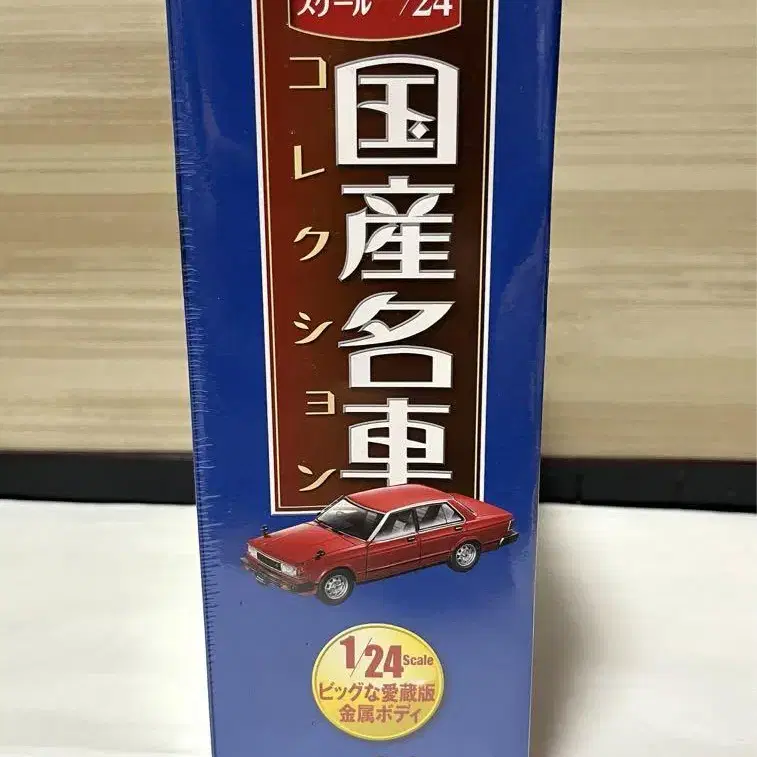 スケール 1/24
国産名車
コレクション
1/24 Scale
ビッグな愛蔵版
金属ボディ